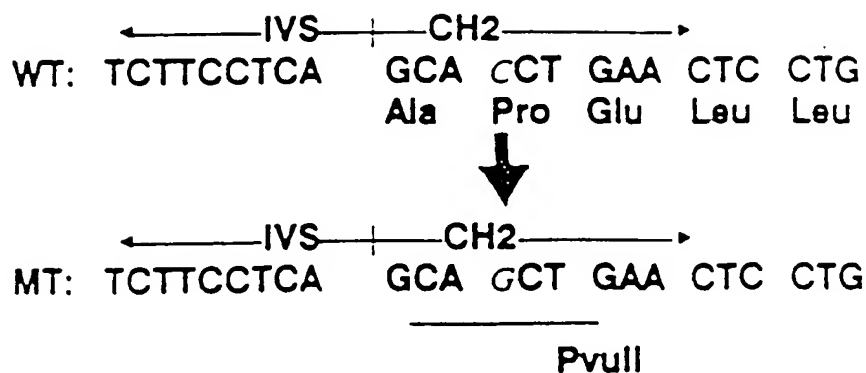 IVS CH2
WT: TCTTCCTCA GCA CCT GAA CTC CTG
Ala Pro Glu Leu Leu
IVS CH2
MT: TCTTCCTCA GCA GCT GAA CTC CTG
PvuII